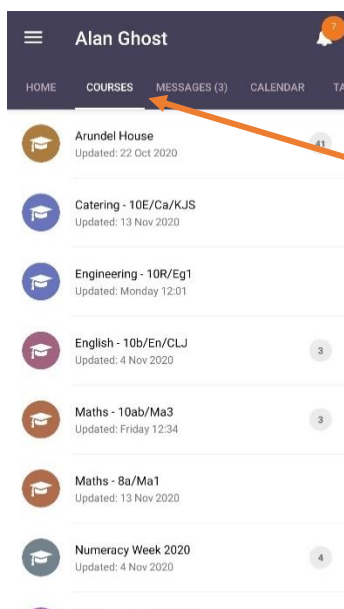 7
Alan Ghost
HOME COURSES MESSAGES (3) CALENDAR TA
Arundel House
41
Updated: 22 Oct 2020
Catering - 10E/Ca/KJS
Updated: 13 Nov 2020
Engineering - 10R/Eg1
Updated: Monday 12:01
English - 10b/En/CLJ
3
Updated: 4 Nov 2020
Maths - 10ab/Ma3
3
Updated: Friday 12:34
Maths - 8a/Ma1
Updated: 13 Nov 2020
Numeracy Week 2020
4
Updated: 4 Nov 2020